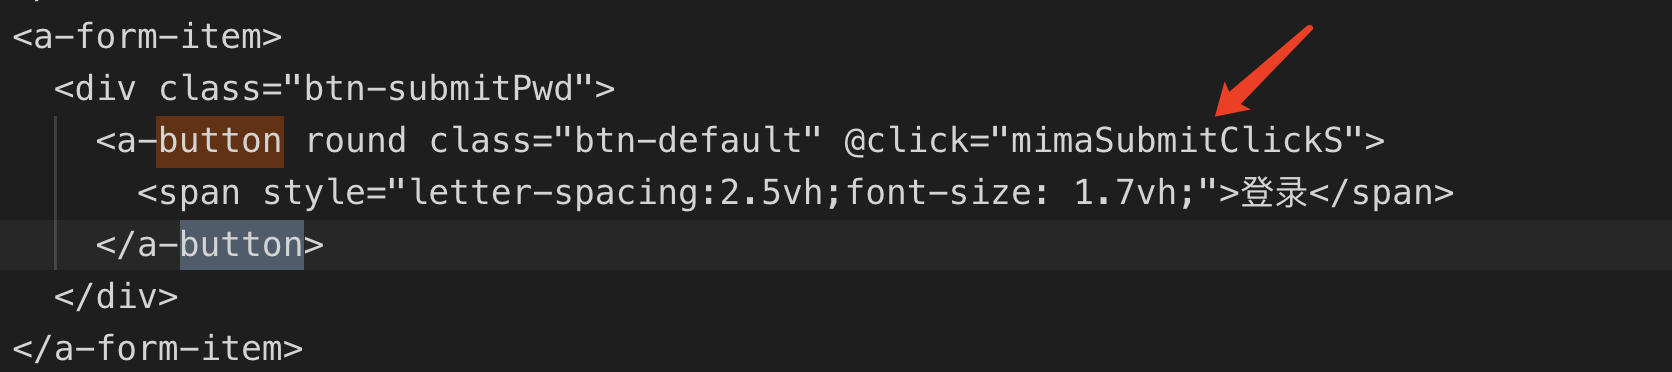 <a-form-item>
<div class="btn-submitPwd">
<a-button round class="btn-default" @click="mimaSubmitClickS">
<span style="letter-spacing:2.5vh;font-size: 1.7vh;">登录</span>
</a-button>
</div>
</a-form-item>